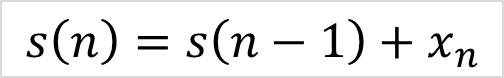 s(n) = s(n − 1) + xₙ